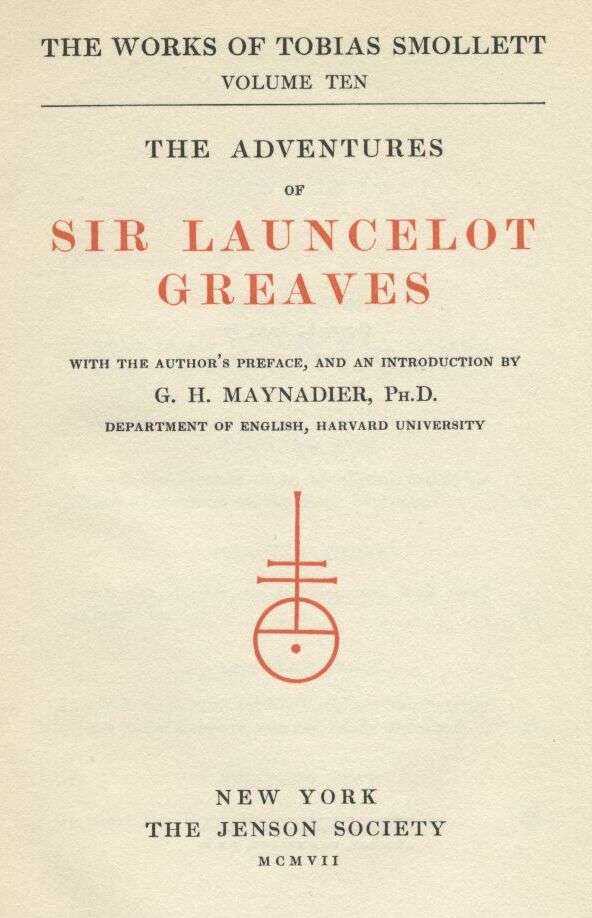 THE WORKS OF TOBIAS SMOLLETT
VOLUME TEN
THE ADVENTURES
OF
SIR LAUNCELOT
GREAVES
WITH THE AUTHOR'S PREFACE, AND AN INTRODUCTION BY
G. H. MAYNADIER, PH.D.
DEPARTMENT OF ENGLISH, HARVARD UNIVERSITY
NEW YORK
THE JENSON SOCIETY
MCMVII